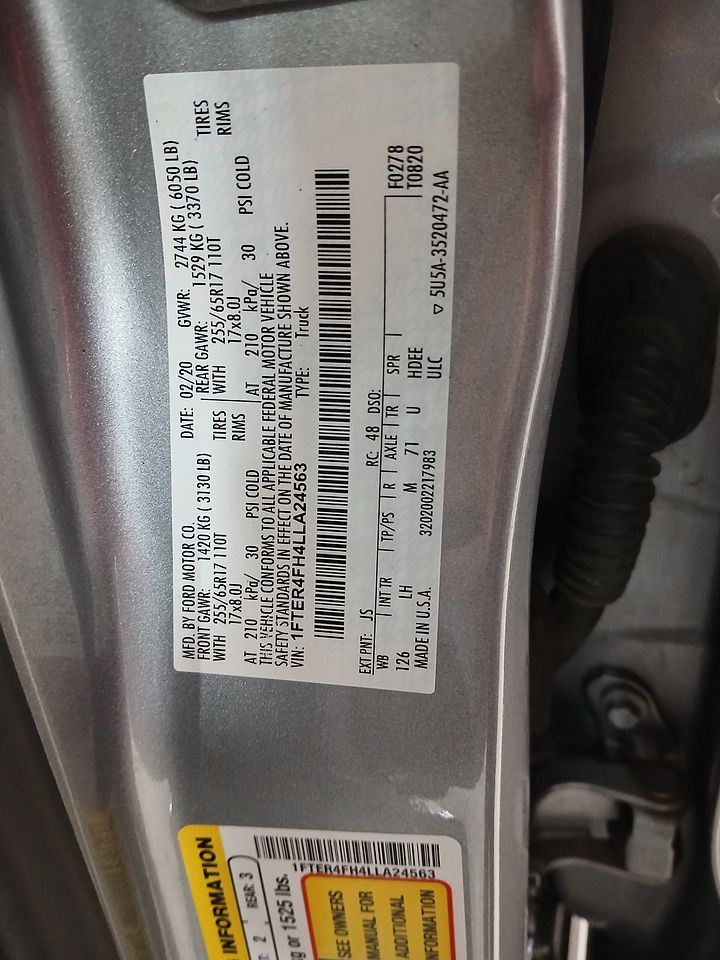 MFD. BY FORD MOTOR CO.
DATE: 02/20
GVWR: 2744 KG ( 6050 LB)
FRONT GAWR: 1420 KG ( 3130 LB)
REAR GAWR: 1529 KG ( 3370 LB)
WITH 255/65R17 110T TIRES
WITH 255/65R17 110T TIRES
17x8.0J RIMS
17x8.0J RIMS
AT 210 kPa/ 30 PSI COLD
AT 210 kPa/ 30 PSI COLD
THIS VEHICLE CONFORMS TO ALL APPLICABLE FEDERAL MOTOR VEHICLE
SAFETY STANDARDS IN EFFECT ON THE DATE OF MANUFACTURE SHOWN ABOVE.
VIN: 1FTER4FH4LLA24563
TYPE: Truck
EXT PNT: JS RC: 48 DSO:
WB INT TR TP/PS R AXLE TR SPR F0278
126 LH M 71 U HDEE T0820
ULC
MADE IN U.S.A. 3202002217983
▽ 5U5A-3520472-AA
INFORMATION
2 REAR: 3
kg or 1525 lbs.
1FTER4FH4LLA24563
SEE OWNERS
MANUAL FOR
ADDITIONAL
INFORMATION